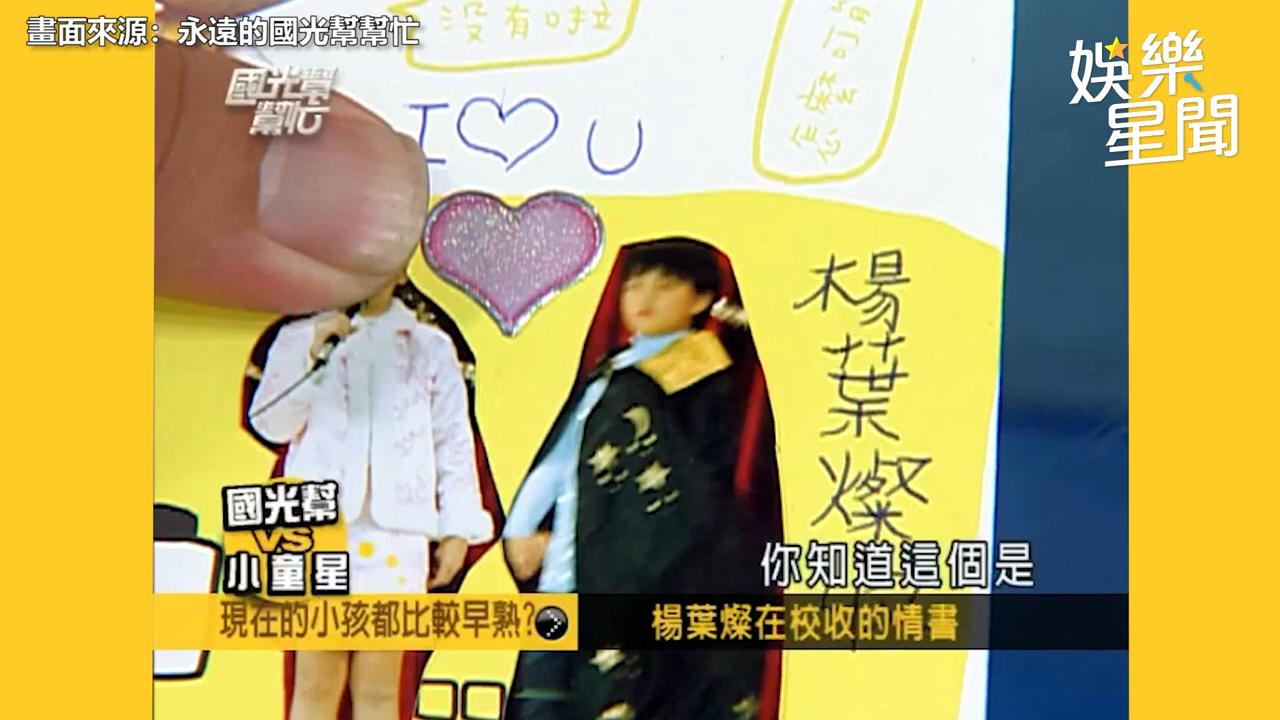 畫面來源：永遠的國光幫幫忙
國光幫
幫忙
娛樂
星聞
沒有啦
怎麼可
I ♡ U
楊葉燦
國光幫
VS
小童星
你知道這個是
現在的小孩都比較早熟?
楊葉燦在校收的情書